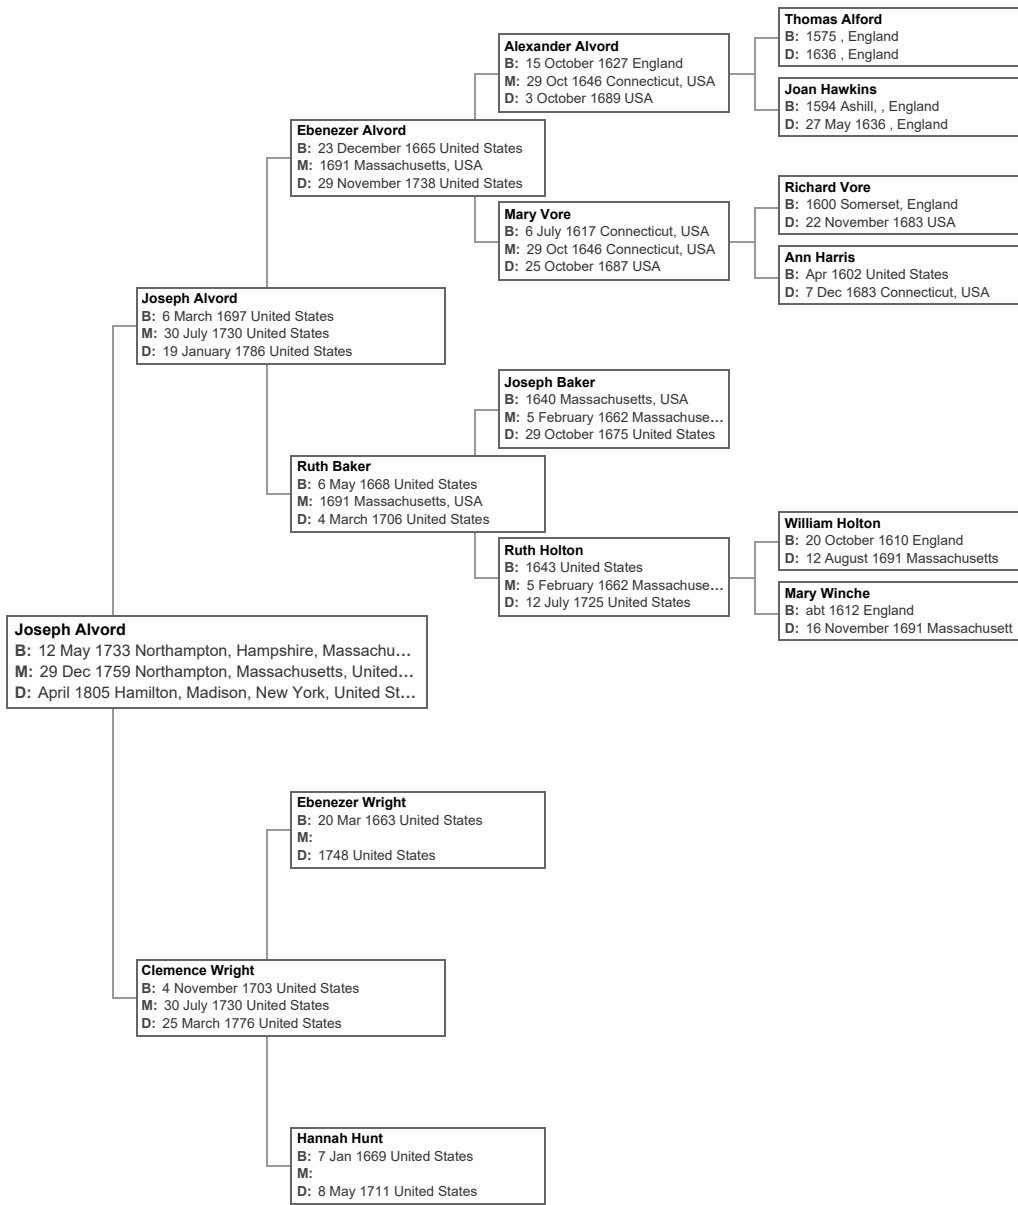 Thomas Alford
B: 1575 , England
D: 1636 , England
Alexander Alvord
B: 15 October 1627 England
M: 29 Oct 1646 Connecticut, USA
D: 3 October 1689 USA
Joan Hawkins
B: 1594 Ashill, , England
D: 27 May 1636 , England
Ebenezer Alvord
B: 23 December 1665 United States
M: 1691 Massachusetts, USA
D: 29 November 1738 United States
Richard Vore
B: 1600 Somerset, England
D: 22 November 1683 USA
Mary Vore
B: 6 July 1617 Connecticut, USA
M: 29 Oct 1646 Connecticut, USA
D: 25 October 1687 USA
Ann Harris
B: Apr 1602 United States
D: 7 Dec 1683 Connecticut, USA
Joseph Alvord
B: 6 March 1697 United States
M: 30 July 1730 United States
D: 19 January 1786 United States
Joseph Baker
B: 1640 Massachusetts, USA
M: 5 February 1662 Massachuse...
D: 29 October 1675 United States
Ruth Baker
B: 6 May 1668 United States
M: 1691 Massachusetts, USA
D: 4 March 1706 United States
William Holton
B: 20 October 1610 England
D: 12 August 1691 Massachusetts
Ruth Holton
B: 1643 United States
M: 5 February 1662 Massachuse...
D: 12 July 1725 United States
Mary Winche
B: abt 1612 England
D: 16 November 1691 Massachusett
Joseph Alvord
B: 12 May 1733 Northampton, Hampshire, Massachu...
M: 29 Dec 1759 Northampton, Massachusetts, United...
D: April 1805 Hamilton, Madison, New York, United St...
Ebenezer Wright
B: 20 Mar 1663 United States
M:
D: 1748 United States
Clemence Wright
B: 4 November 1703 United States
M: 30 July 1730 United States
D: 25 March 1776 United States
Hannah Hunt
B: 7 Jan 1669 United States
M:
D: 8 May 1711 United States